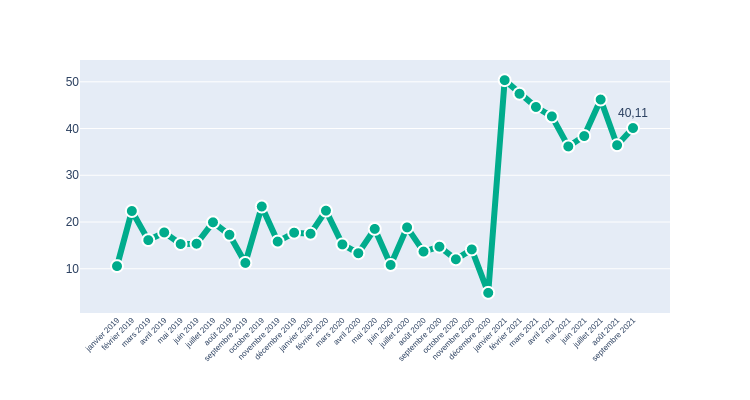 50
40
30
20
10
40,11
janvier 2019
février 2019
mars 2019
avril 2019
mai 2019
juin 2019
juillet 2019
août 2019
septembre 2019
octobre 2019
novembre 2019
décembre 2019
janvier 2020
février 2020
mars 2020
avril 2020
mai 2020
juin 2020
juillet 2020
août 2020
septembre 2020
octobre 2020
novembre 2020
décembre 2020
janvier 2021
février 2021
mars 2021
avril 2021
mai 2021
juin 2021
juillet 2021
août 2021
septembre 2021